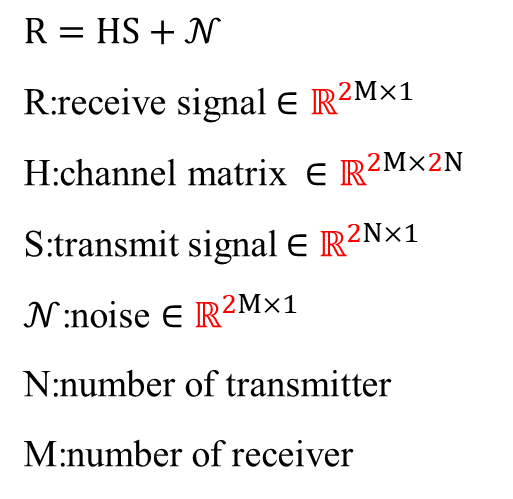 R = HS + 𝒩
R:receive signal ∈ ℝ^{2M×1}
H:channel matrix ∈ ℝ^{2M×2N}
S:transmit signal ∈ ℝ^{2N×1}
𝒩:noise ∈ ℝ^{2M×1}
N:number of transmitter
M:number of receiver